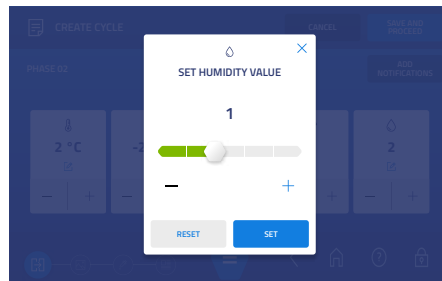 CREATE CYCLE
CANCEL
SAVE AND
PROCEED
PHASE 02
ADD
NOTIFICATIONS
SET HUMIDITY VALUE
1
2 °C
-2
2
RESET
SET